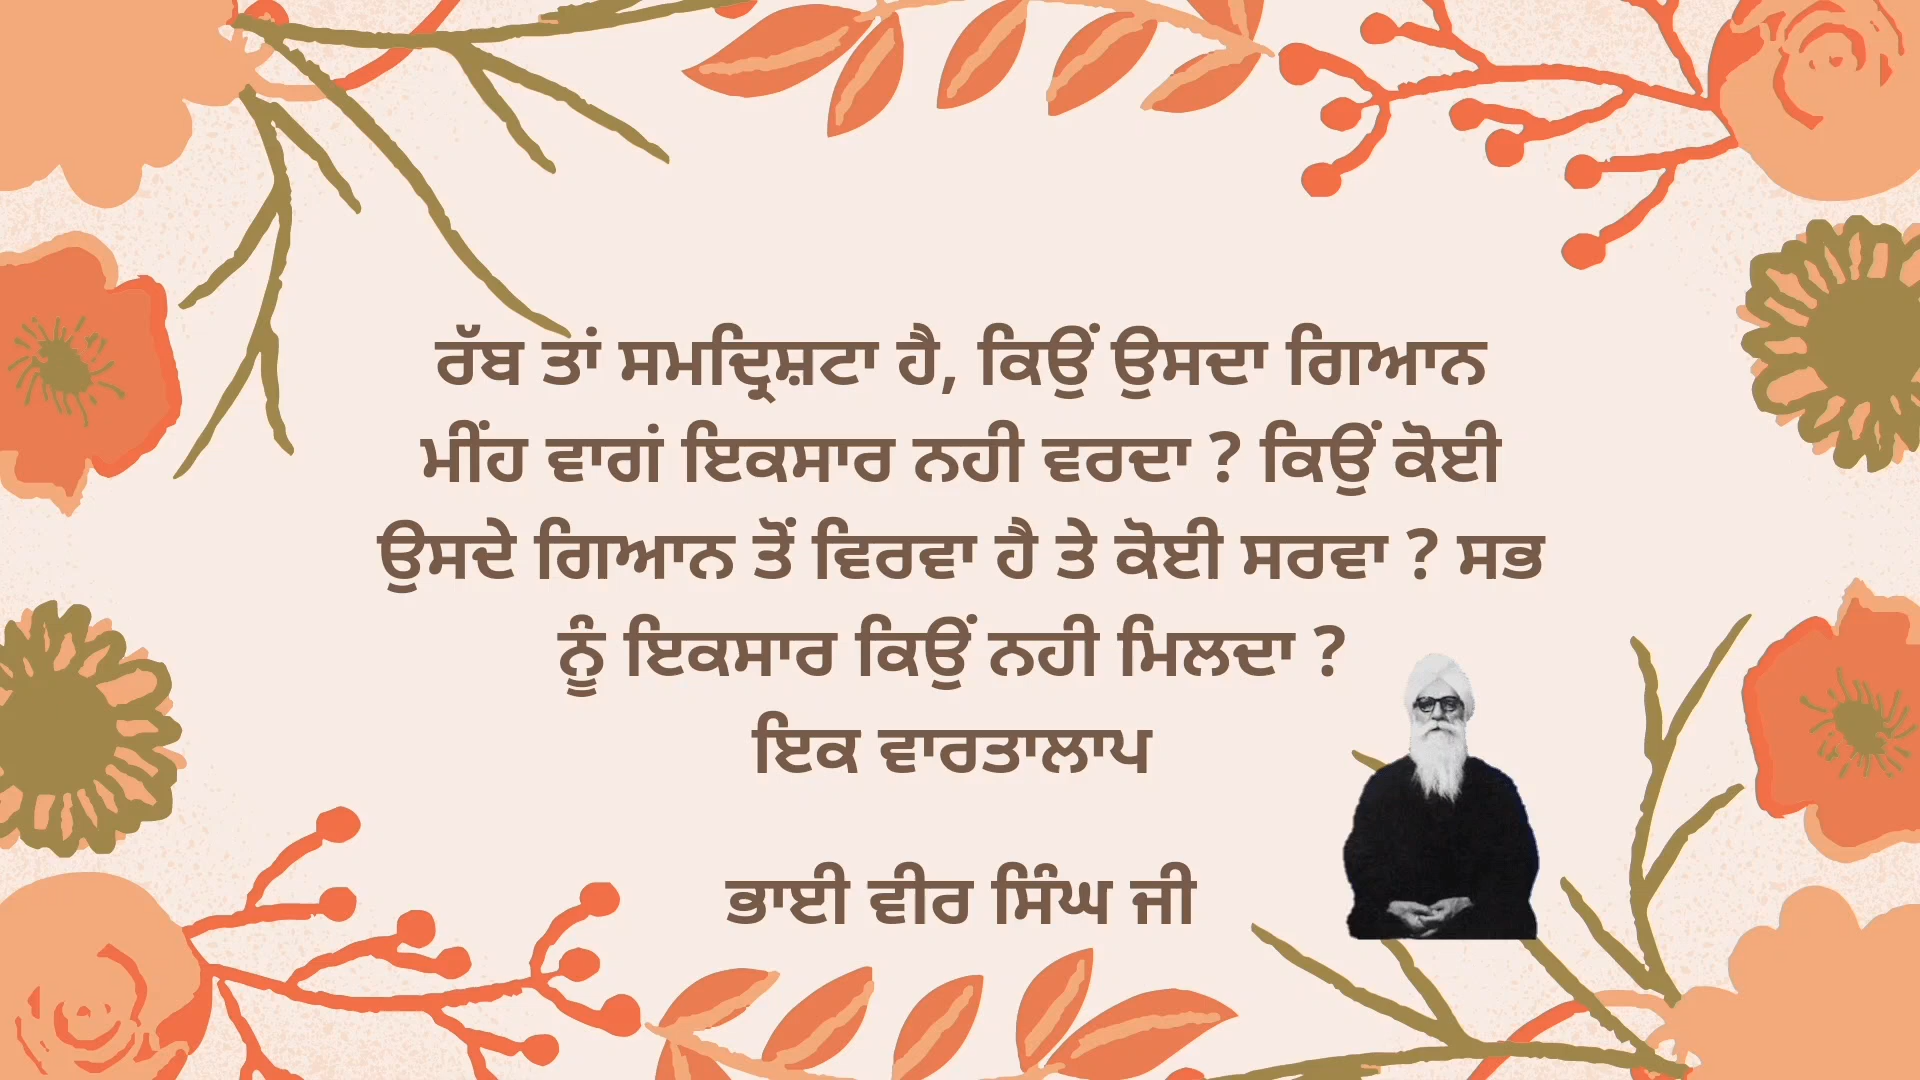 ਰੱਬ ਤਾਂ ਸਮਦ੍ਰਿਸ਼ਟਾ ਹੈ, ਕਿਉਂ ਉਸਦਾ ਗਿਆਨ
ਮੀਂਹ ਵਾਗਂ ਇਕਸਾਰ ਨਹੀ ਵਰਦਾ ? ਕਿਉਂ ਕੋਈ
ਉਸਦੇ ਗਿਆਨ ਤੋਂ ਵਿਰਵਾ ਹੈ ਤੇ ਕੋਈ ਸਰਵਾ ? ਸਭ
ਨੂੰ ਇਕਸਾਰ ਕਿਉਂ ਨਹੀ ਮਿਲਦਾ ?
ਇਕ ਵਾਰਤਾਲਾਪ
ਭਾਈ ਵੀਰ ਸਿੰਘ ਜੀ